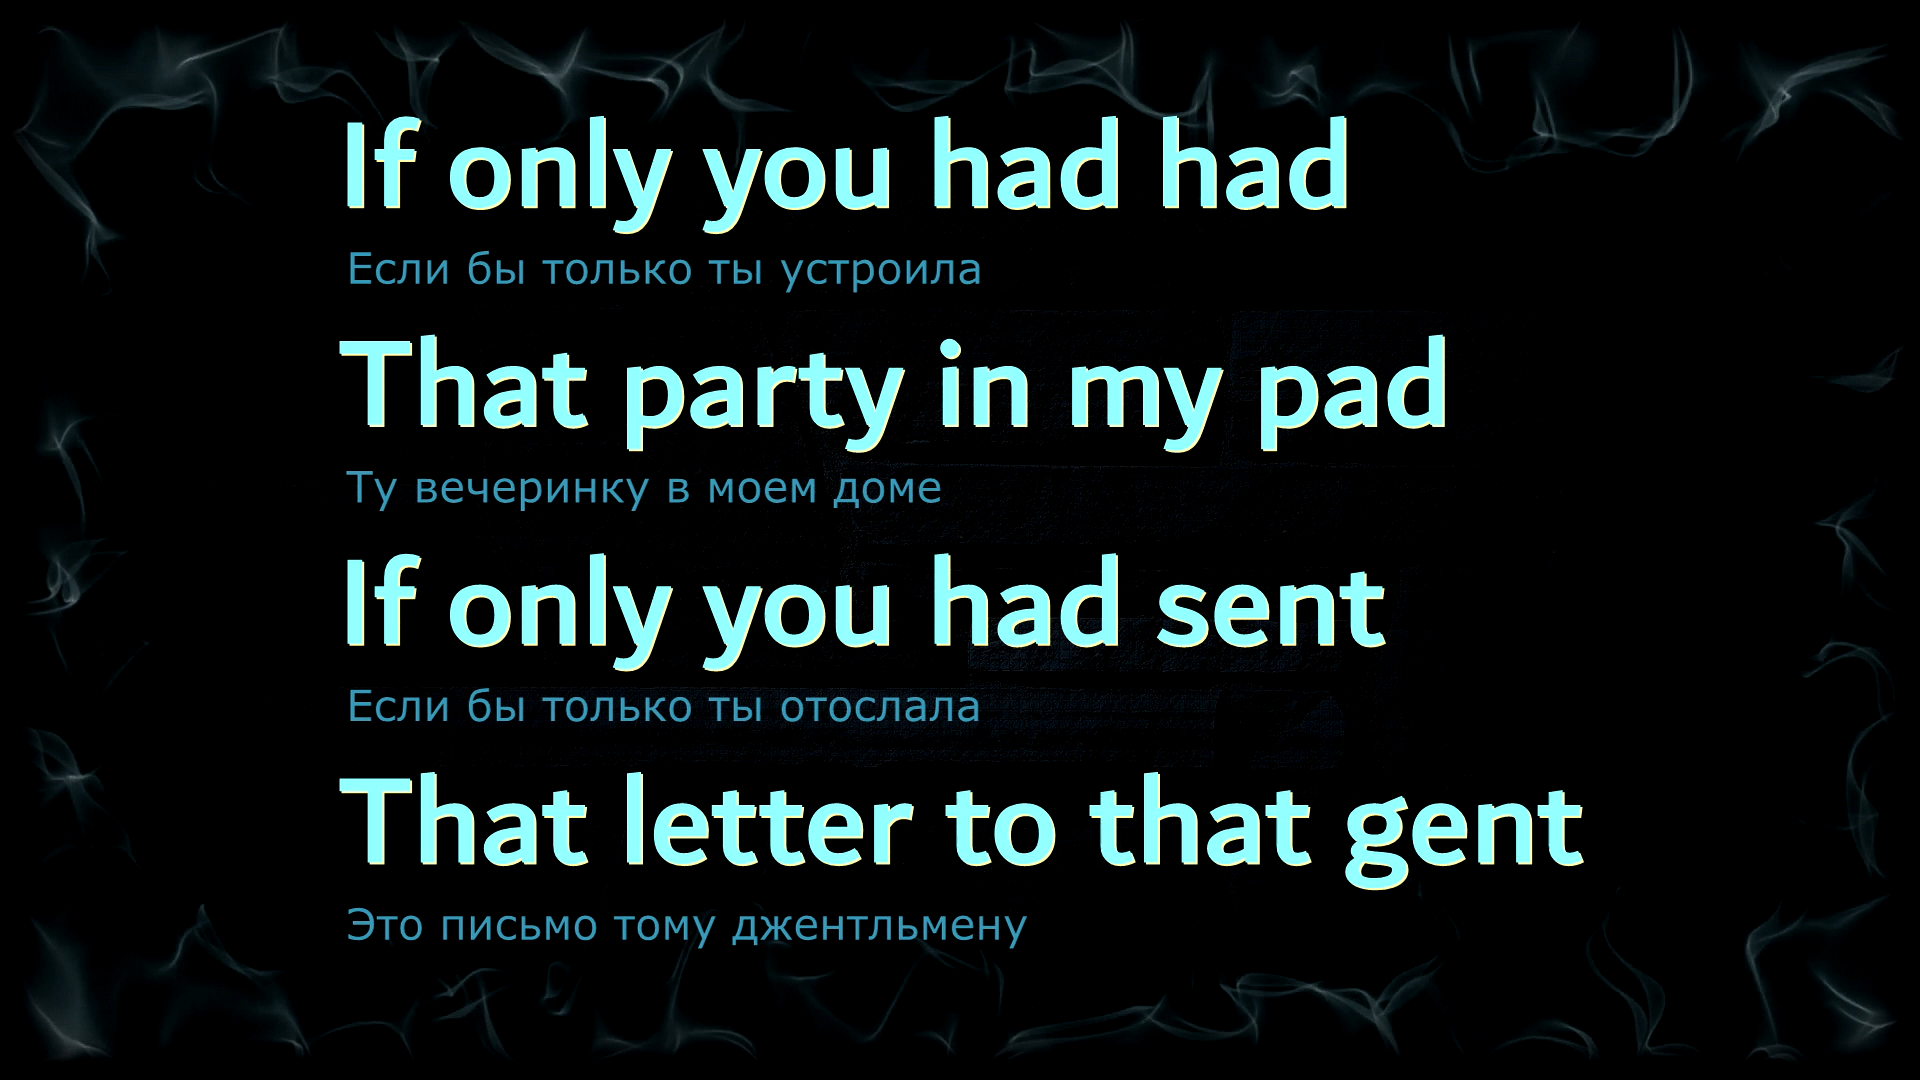 If only you had had
Если бы только ты устроила
That party in my pad
Ту вечеринку в моем доме
If only you had sent
Если бы только ты отослала
That letter to that gent
Это письмо тому джентльмену